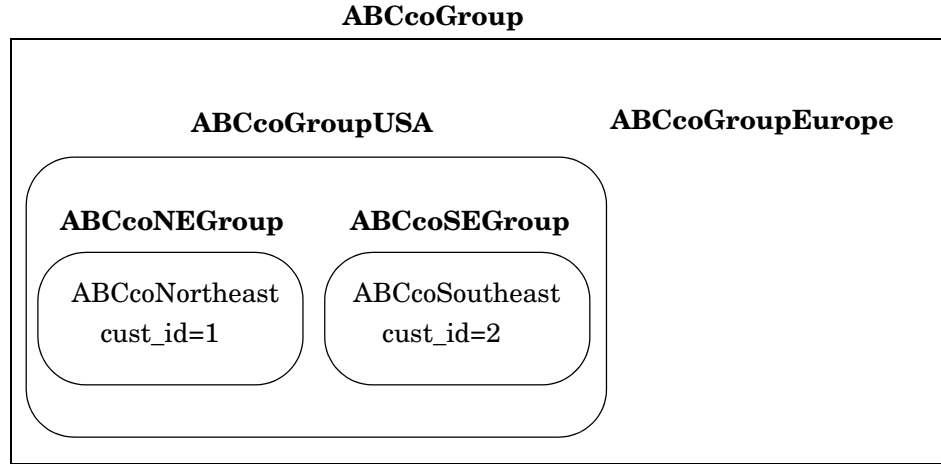 ABCcoGroup
ABCcoGroupUSA
ABCcoGroupEurope
ABCcoNEGroup
ABCcoSEGroup
ABCcoNortheast
cust_id=1
ABCcoSoutheast
cust_id=2